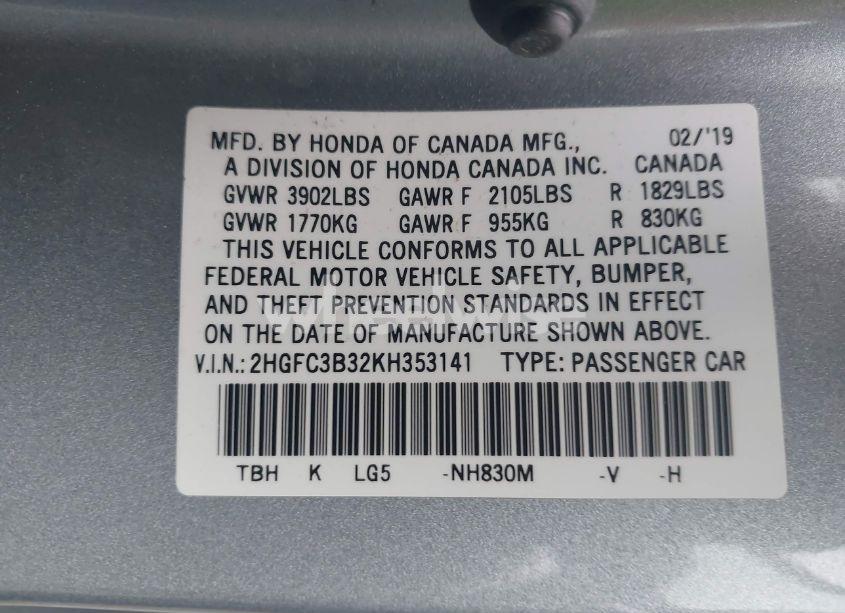 MFD. BY HONDA OF CANADA MFG., 02/'19
A DIVISION OF HONDA CANADA INC. CANADA
GVWR 3902LBS GAWR F 2105LBS R 1829LBS
GVWR 1770KG GAWR F 955KG R 830KG
THIS VEHICLE CONFORMS TO ALL APPLICABLE
FEDERAL MOTOR VEHICLE SAFETY, BUMPER,
AND THEFT PREVENTION STANDARDS IN EFFECT
ON THE DATE OF MANUFACTURE SHOWN ABOVE.
V.I.N.: 2HGFC3B32KH353141 TYPE: PASSENGER CAR
TBH K LG5 -NH830M -V -H